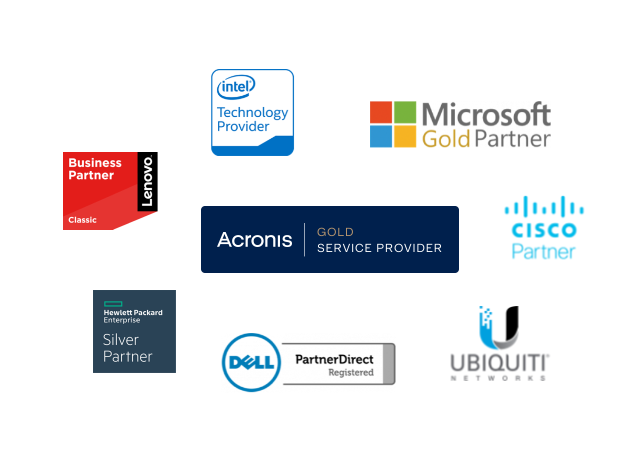 intel
Technology
Provider
Microsoft
Gold Partner
Business
Partner
Lenovo
Classic
Acronis
GOLD
SERVICE PROVIDER
CISCO
Partner
Hewlett Packard
Enterprise
Silver
Partner
DELL
PartnerDirect
Registered
UBIQUITI
NETWORKS